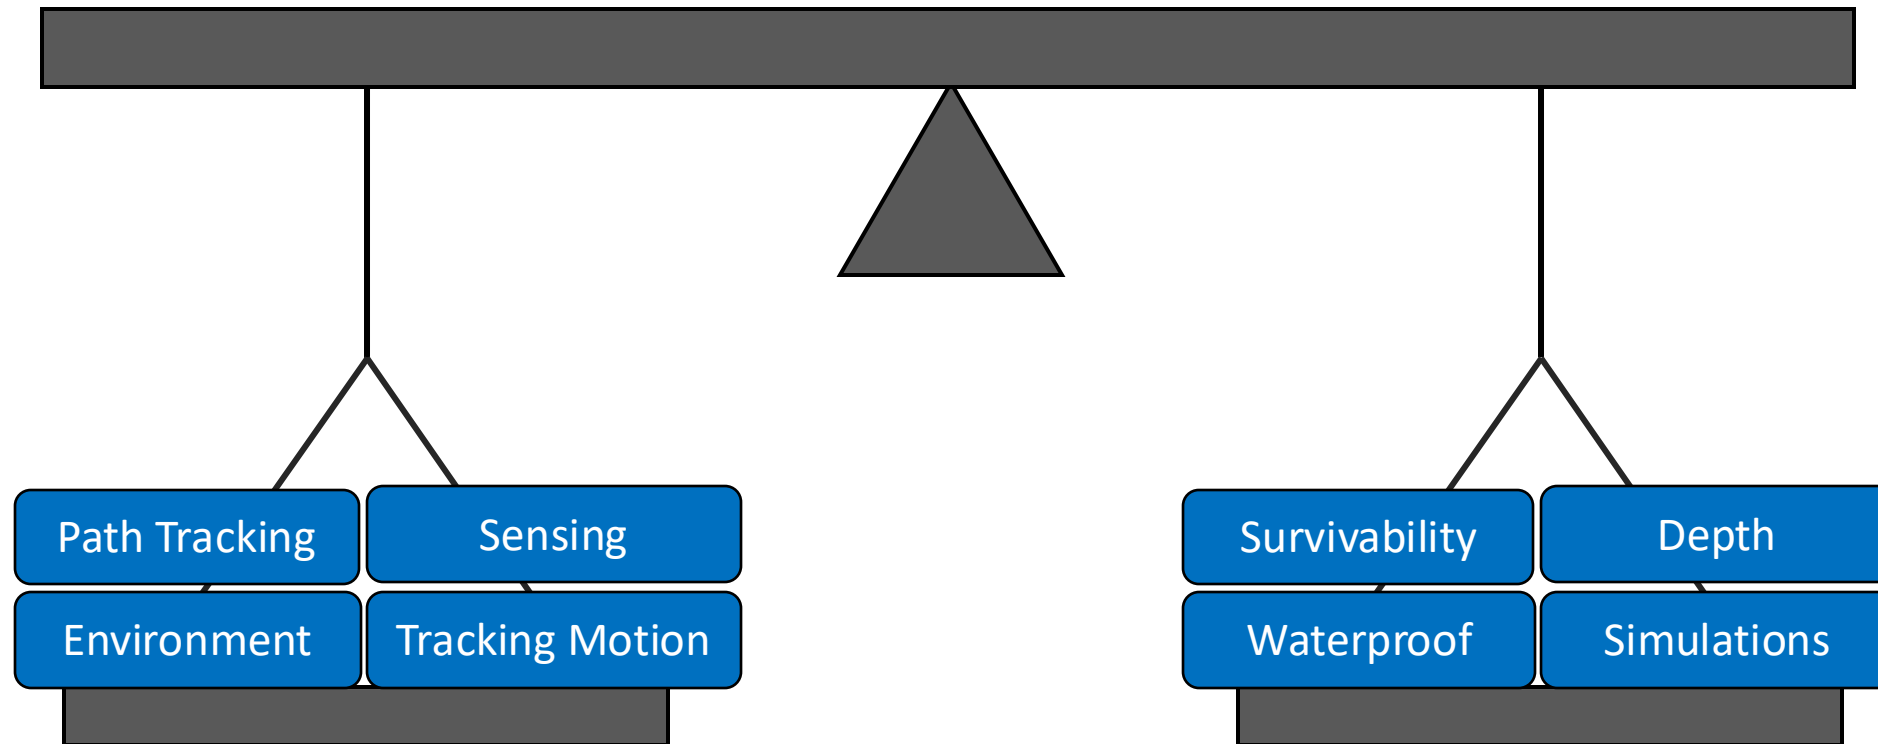 Path Tracking
Sensing
Environment
Tracking Motion
Survivability
Depth
Waterproof
Simulations